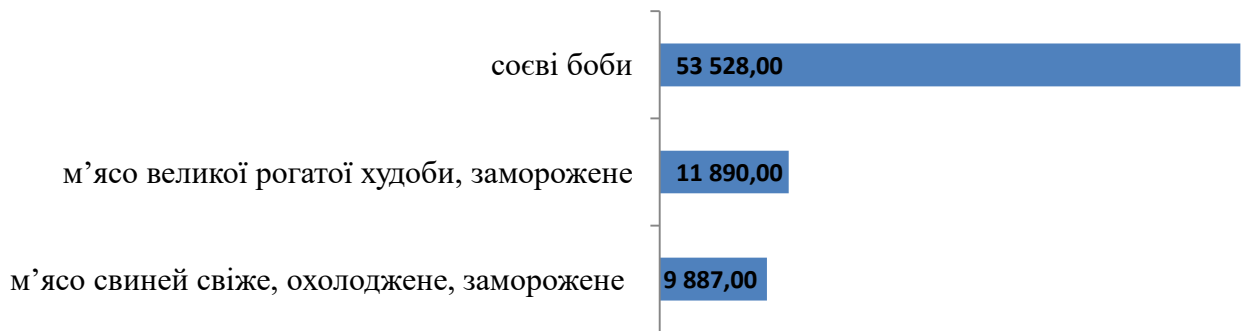 соєві боби 53 528,00
м’ясо великої рогатої худоби, заморожене 11 890,00
м’ясо свиней свіже, охолоджене, заморожене 9 887,00